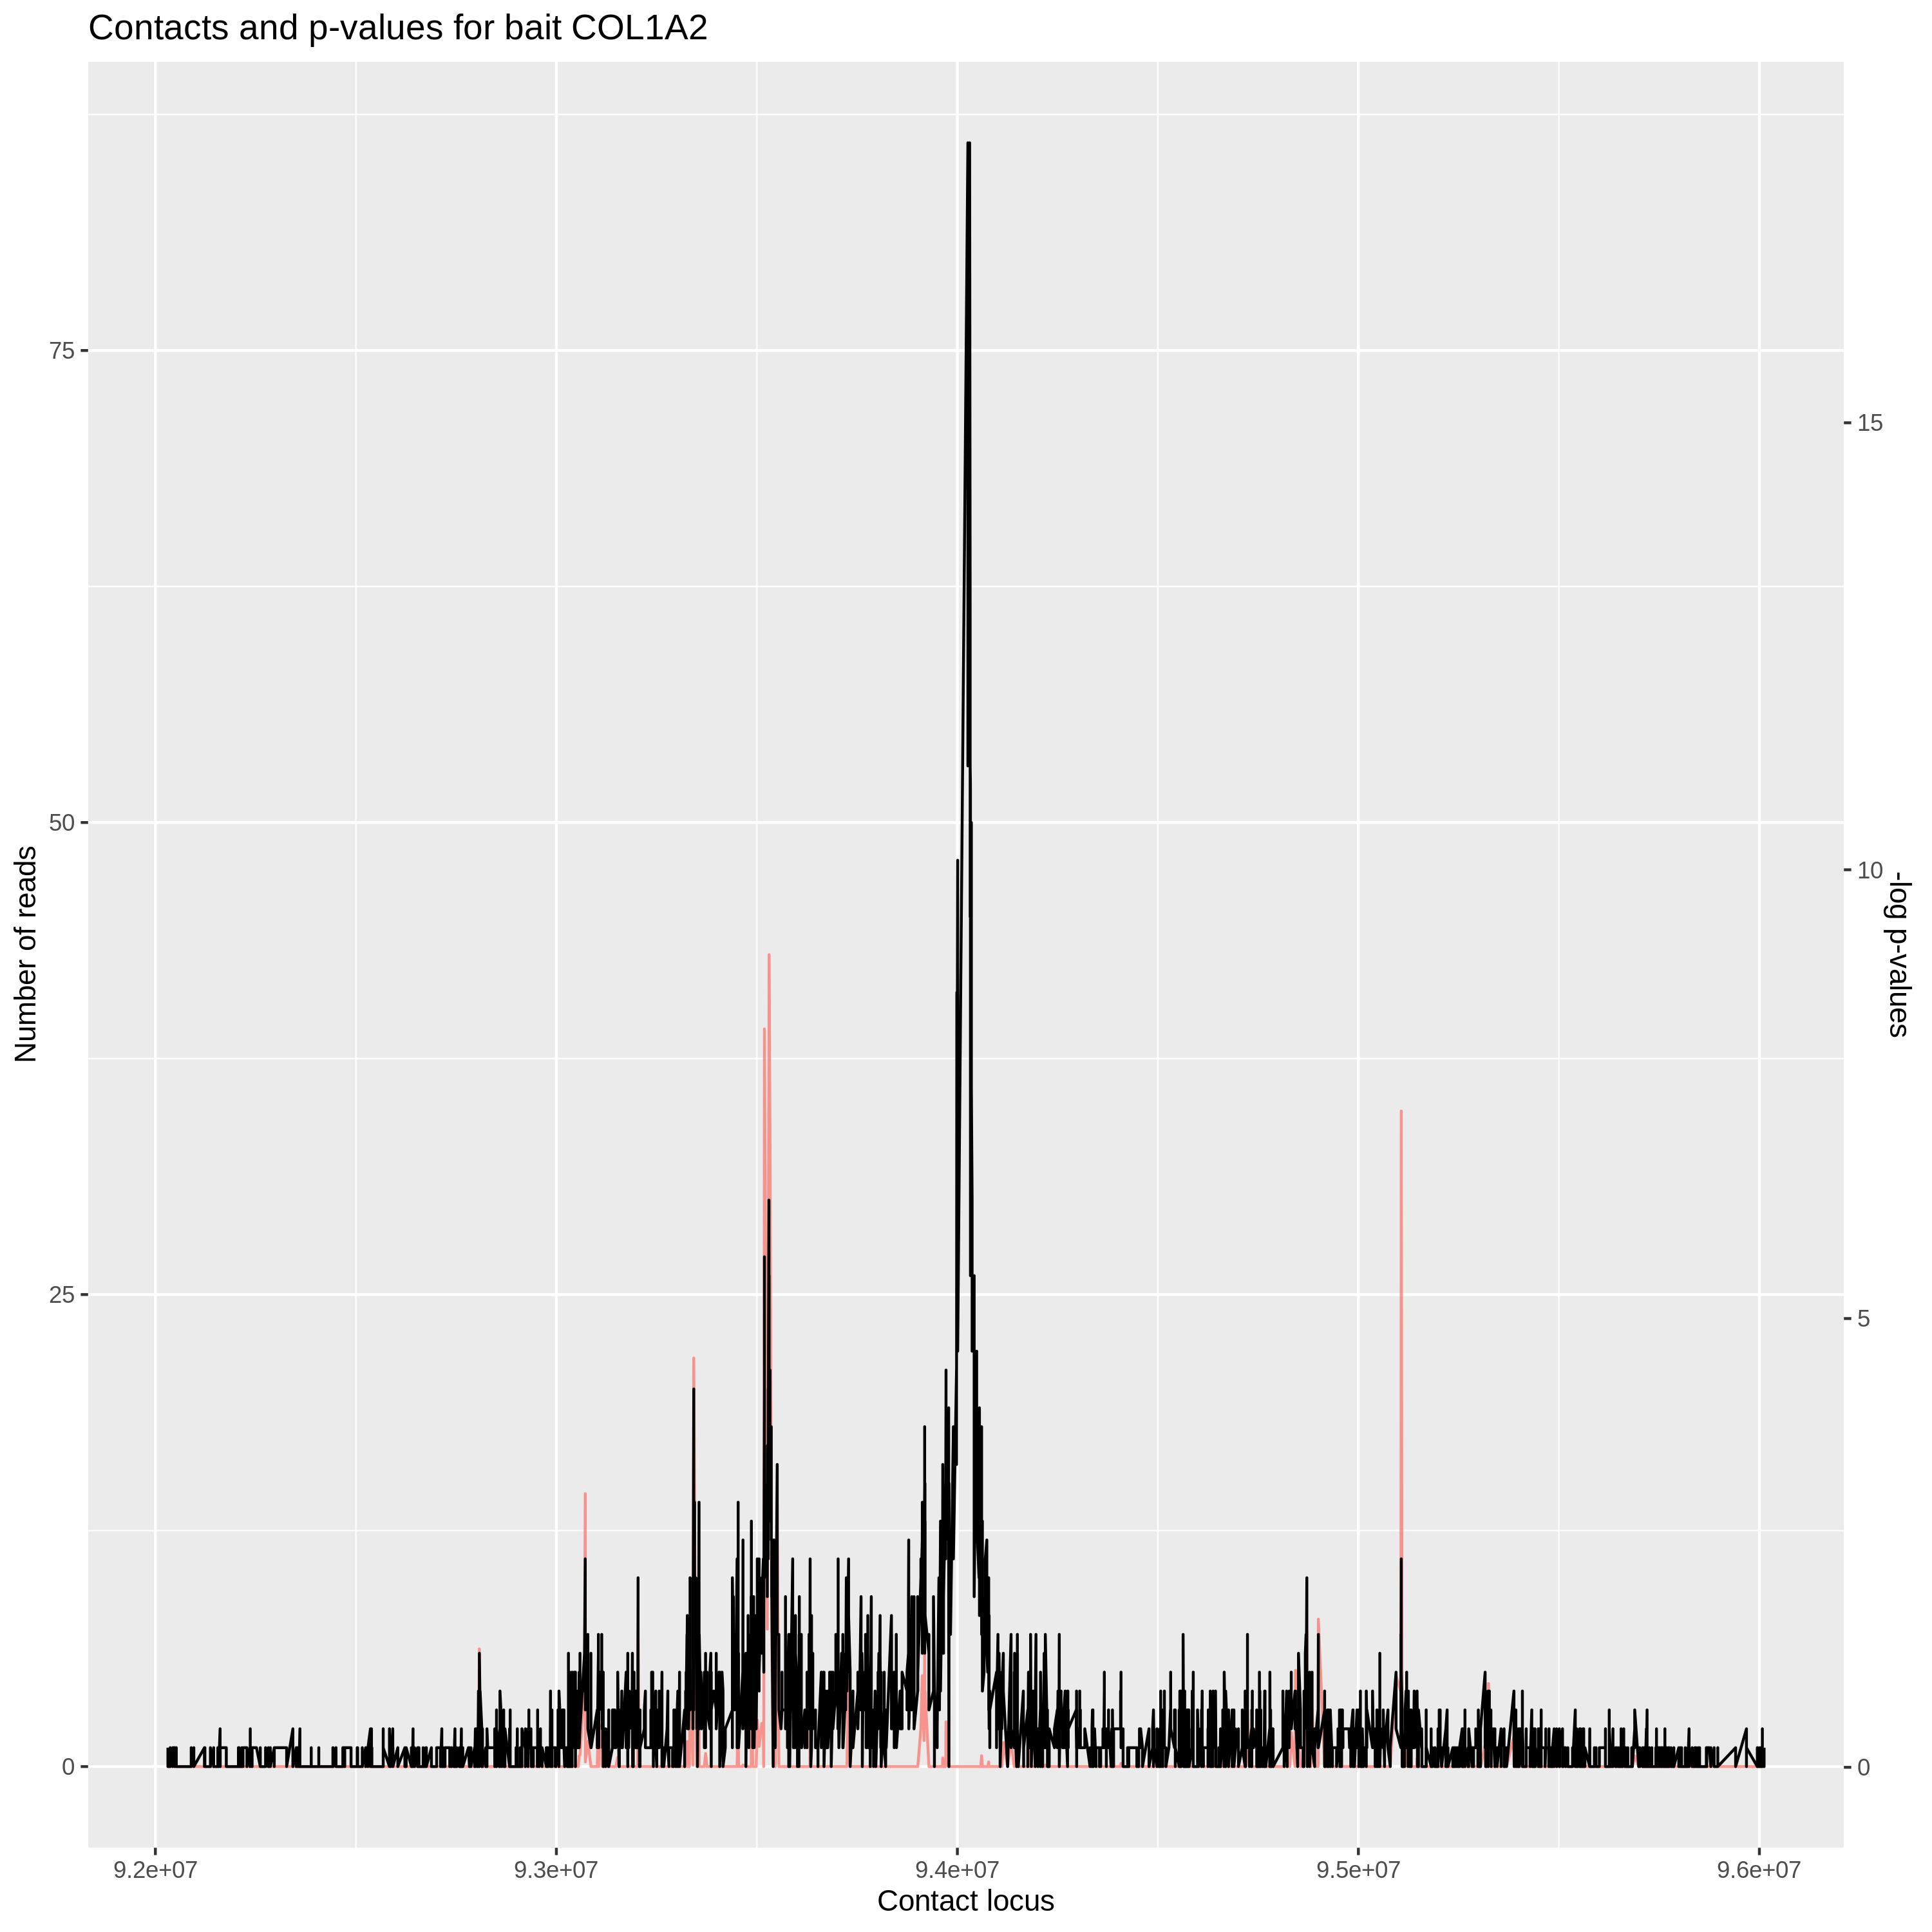 Contacts and p-values for bait COL1A2
Number of reads
75
50
25
0
15
10
5
0
-log p-values
9.2e+07 9.3e+07 9.4e+07 9.5e+07 9.6e+07
Contact locus